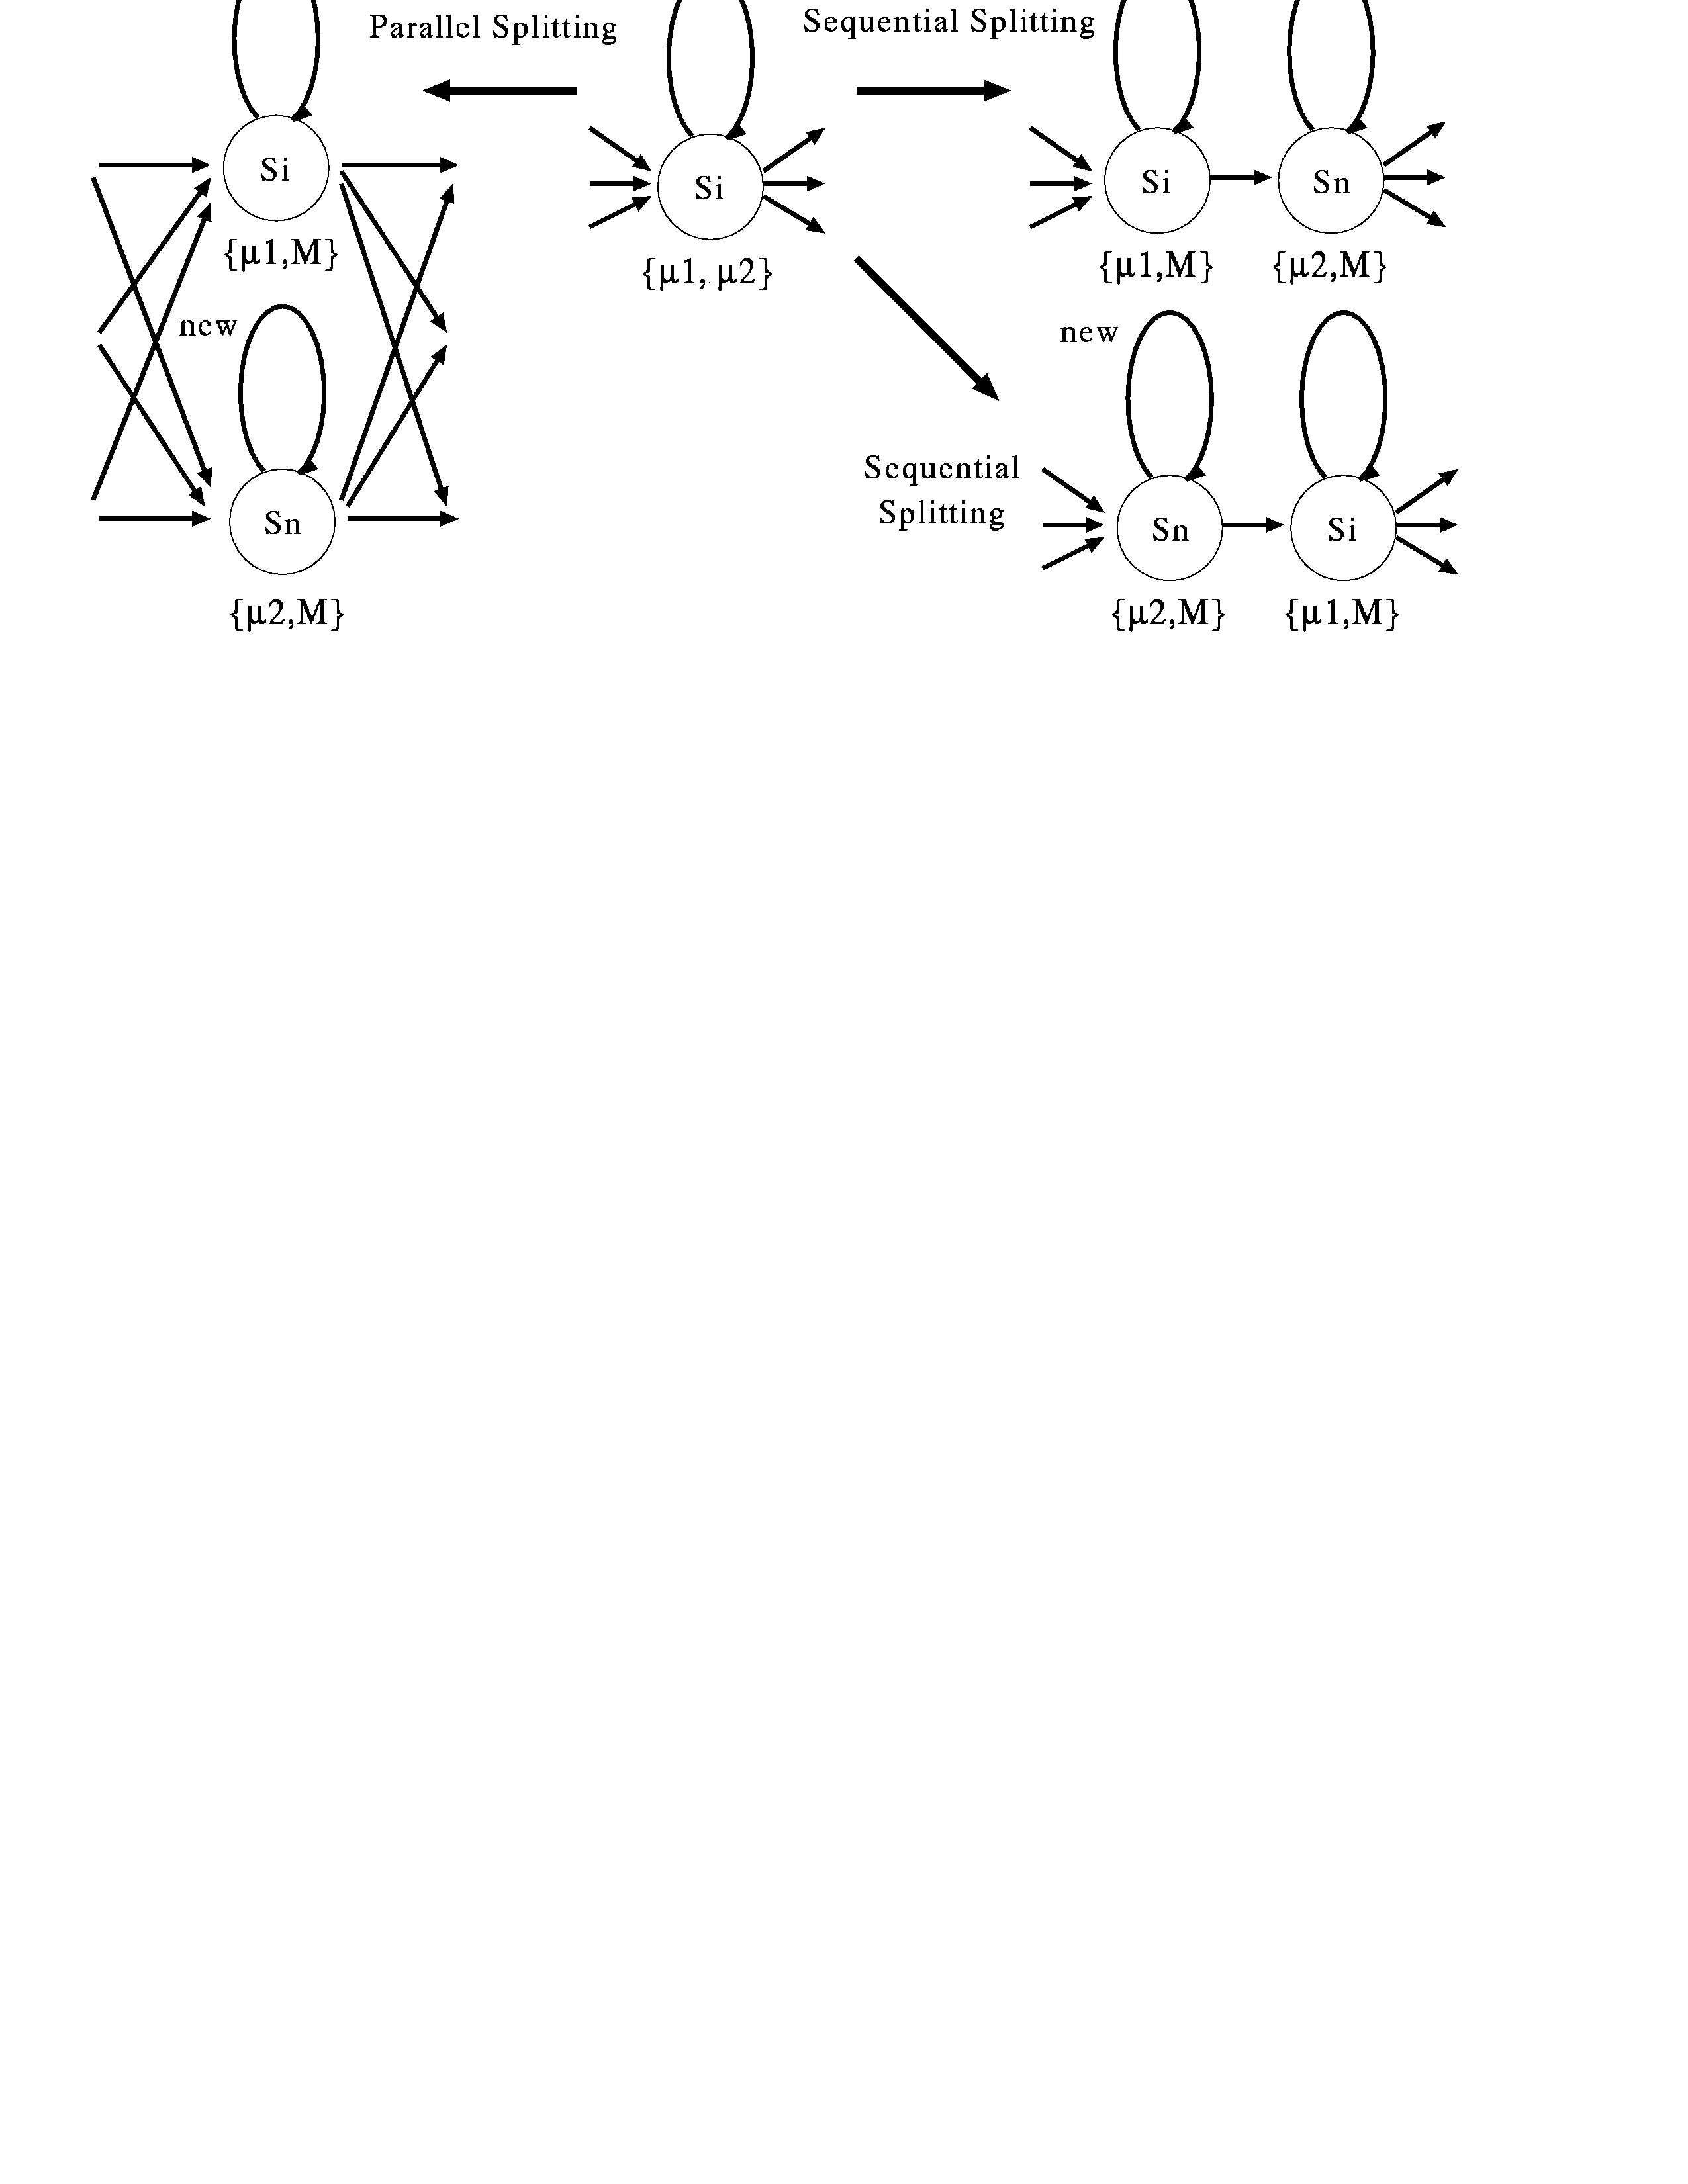 Parallel Splitting
Sequential Splitting
Si
Si
Si
Sn
{μ1,M}
{μ1, μ2}
{μ1,M}
{μ2,M}
new
new
Sequential
Splitting
Sn
Sn
Si
{μ2,M}
{μ2,M}
{μ1,M}